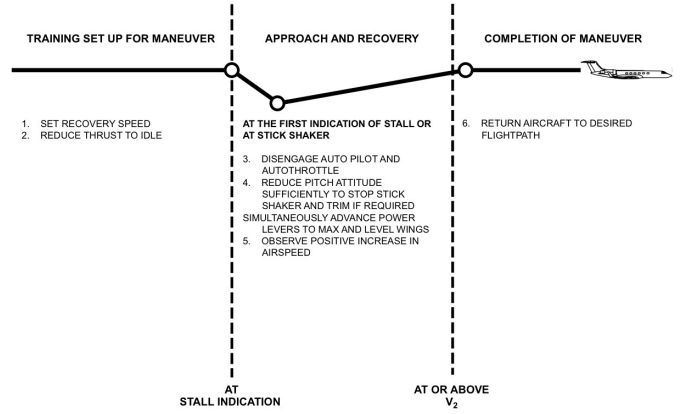 TRAINING SET UP FOR MANEUVER
APPROACH AND RECOVERY
COMPLETION OF MANEUVER
1. SET RECOVERY SPEED
2. REDUCE THRUST TO IDLE
AT THE FIRST INDICATION OF STALL OR
AT STICK SHAKER
3. DISENGAGE AUTO PILOT AND
AUTOTHROTTLE
4. REDUCE PITCH ATTITUDE
SUFFICIENTLY TO STOP STICK
SHAKER AND TRIM IF REQUIRED
SIMULTANEOUSLY ADVANCE POWER
LEVERS TO MAX AND LEVEL WINGS
5. OBSERVE POSITIVE INCREASE IN
AIRSPEED
6. RETURN AIRCRAFT TO DESIRED
FLIGHTPATH
AT
STALL INDICATION
AT OR ABOVE
V2